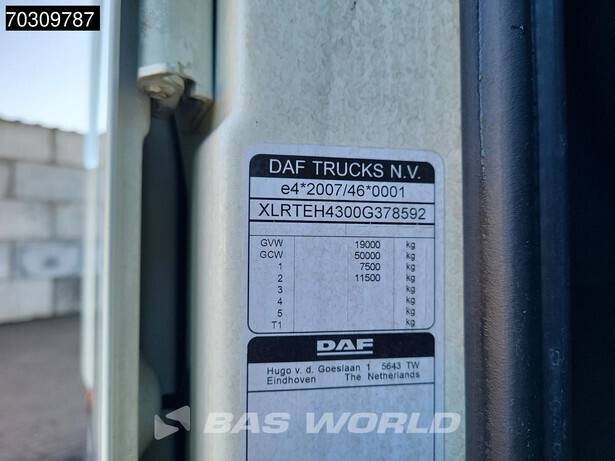 70309787
DAF TRUCKS N.V.
e4*2007/46*0001
XLRTEH4300G378592
GVW 19000 kg
GCW 50000 kg
1 7500 kg
2 11500 kg
3 kg
4 kg
5 kg
T1 kg
DAF
Hugo v. d. Goeslaan 1 5643 TW
Eindhoven The Netherlands
BAS WORLD